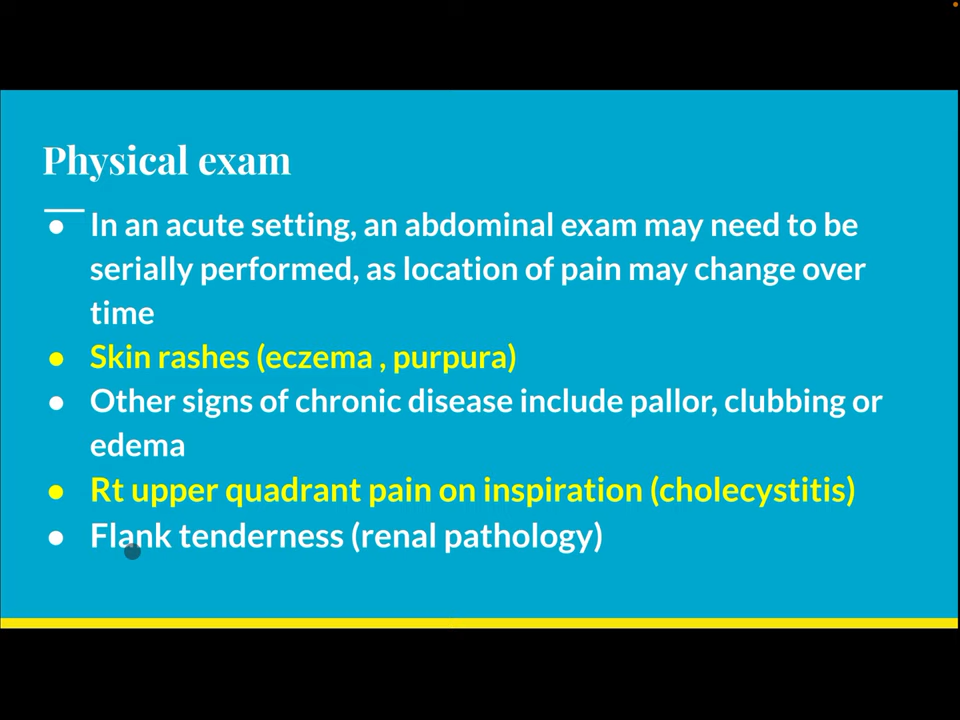 Physical exam
● In an acute setting, an abdominal exam may need to be
serially performed, as location of pain may change over
time
● Skin rashes (eczema , purpura)
● Other signs of chronic disease include pallor, clubbing or
edema
● Rt upper quadrant pain on inspiration (cholecystitis)
● Flank tenderness (renal pathology)